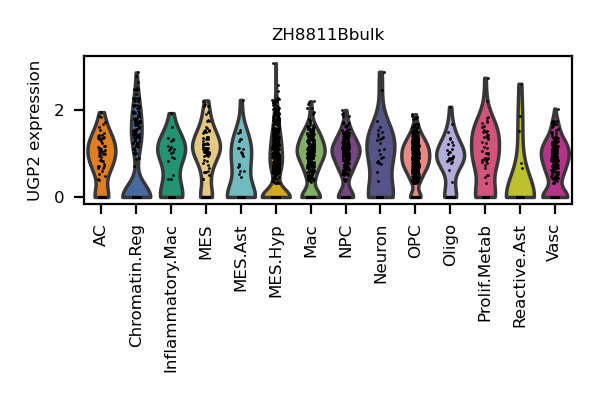 ZH8811Bbulk
UGP2 expression
2
0
AC
Chromatin.Reg
Inflammatory.Mac
MES
MES.Ast
MES.Hyp
Mac
NPC
Neuron
OPC
Oligo
Prolif.Metab
Reactive.Ast
Vasc